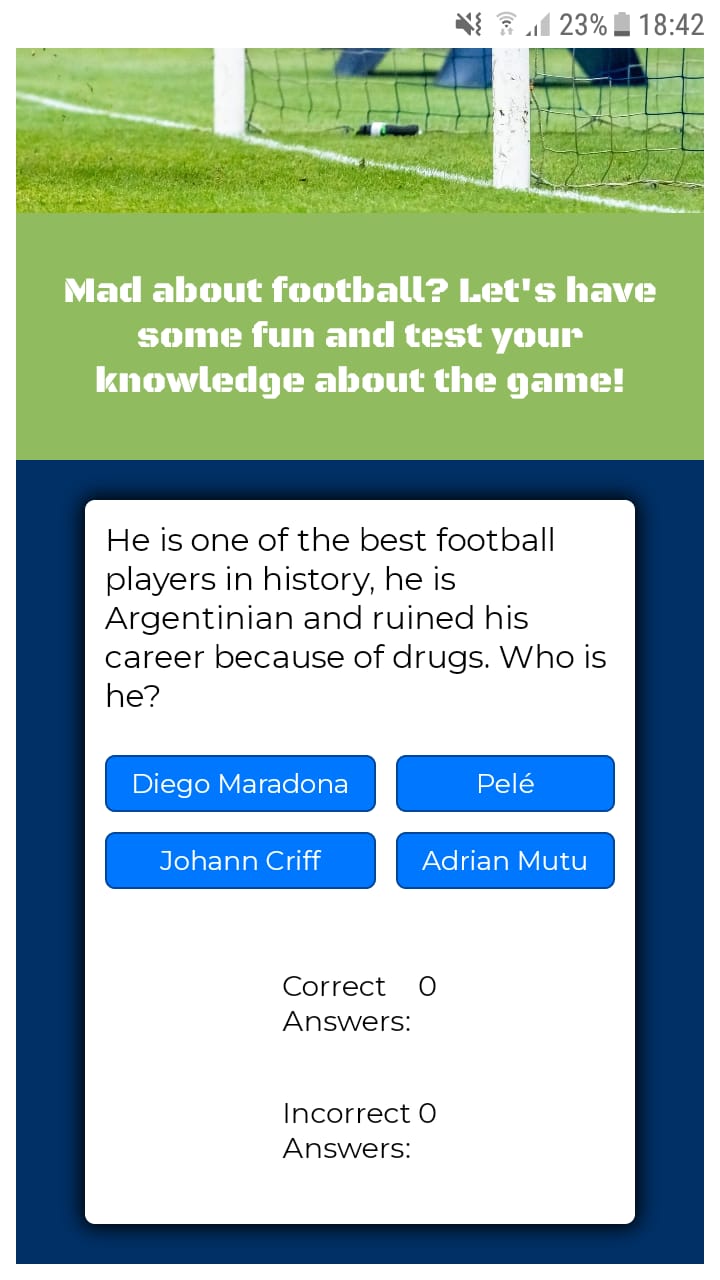 23% 18:42
Mad about football? Let's have
some fun and test your
knowledge about the game!
He is one of the best football
players in history, he is
Argentinian and ruined his
career because of drugs. Who is
he?
Diego Maradona
Pelé
Johann Criff
Adrian Mutu
Correct 0
Answers:
Incorrect 0
Answers: